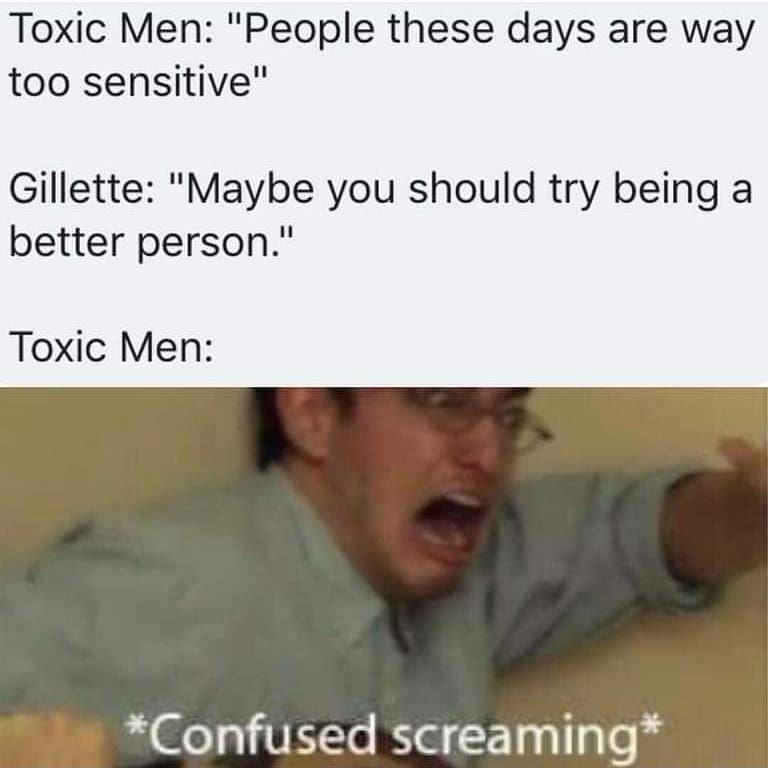 Toxic Men: "People these days are way
too sensitive"
Gillette: "Maybe you should try being a
better person."
Toxic Men:
*Confused screaming*